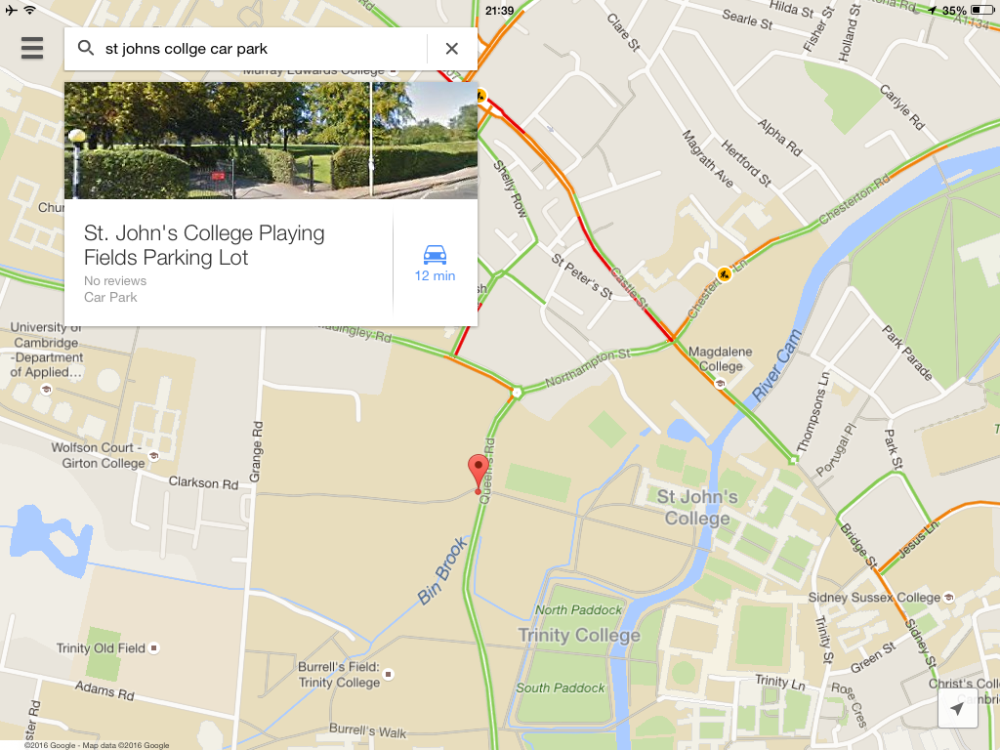 21:39
35%
st johns collge car park
St. John's College Playing
Fields Parking Lot
No reviews
Car Park
12 min
Murray Edwards College
Clare St
Searle St
Hilda St
Fisher St
Holland St
A1134
Carlyle Rd
Alpha Rd
Hertford St
Magrath Ave
Chesterton Rd
Shelly Row
St Peter's St
Castle St
Chesterton Ln
Northampton St
Magdalene
College
River Cam
Park Parade
Thompsons Ln
Portugal Pl
Park St
University of
Cambridge
-Department
of Applied...
Wolfson Court -
Girton College
Grange Rd
Clarkson Rd
Queen's Rd
St John's
College
Bin Brook
Bridge St
Jesus Ln
Sidney Sussex College
North Paddock
Trinity College
South Paddock
Trinity St
Green St
Sidney St
Trinity Old Field
Burrell's Field:
Trinity College
Adams Rd
Trinity Ln
Rose Cres
Burrell's Walk
©2016 Google - Map data ©2016 Google